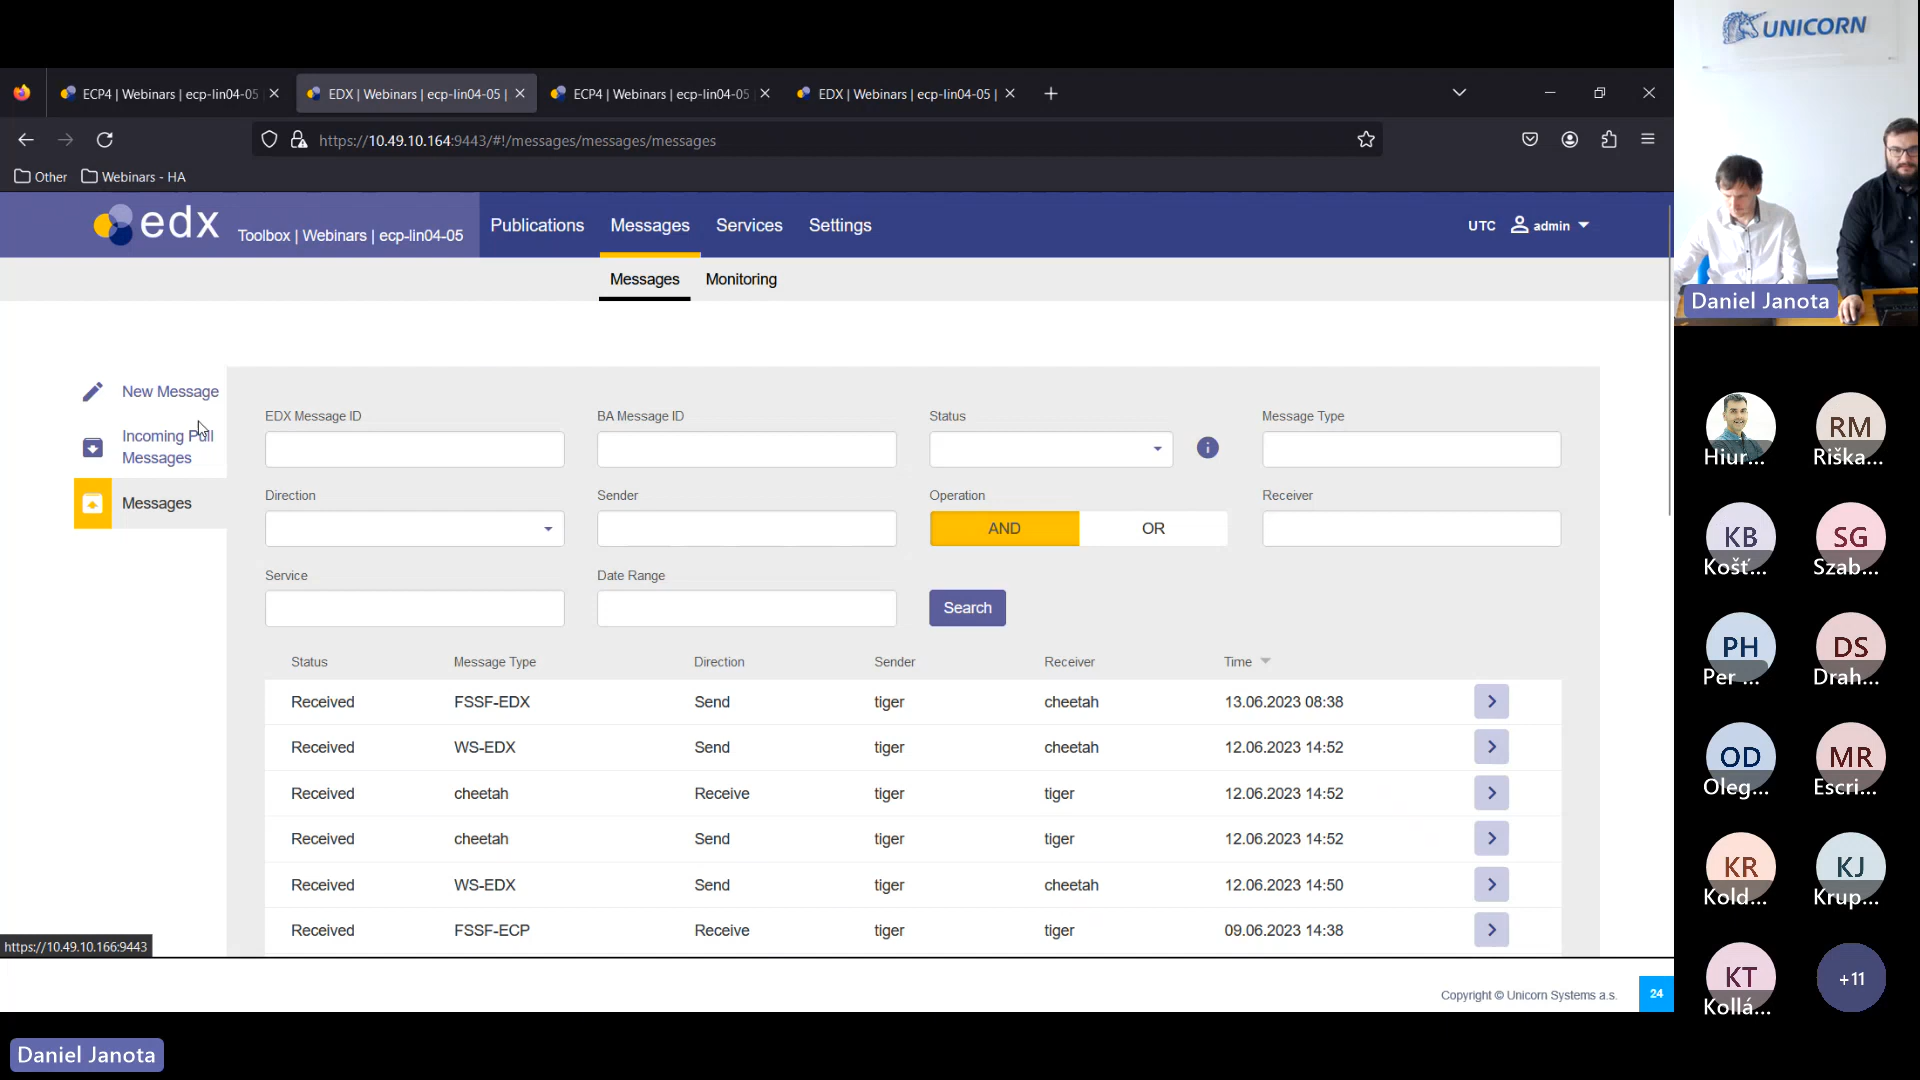 UNICORN
ECP4 | Webinars | ecp-lin04-05
EDX | Webinars | ecp-lin04-05 |
ECP4 | Webinars | ecp-lin04-05
EDX | Webinars | ecp-lin04-05 |
https://10.49.10.164:9443/#!/messages/messages/messages
Other
Webinars - HA
edx
Toolbox | Webinars | ecp-lin04-05
Publications
Messages
Services
Settings
UTC
admin
Messages
Monitoring
Daniel Janota
New Message
Incoming Pull
Messages
Messages
EDX Message ID
BA Message ID
Status
Message Type
Direction
Sender
Operation
Receiver
AND
OR
Service
Date Range
Search
Status Message Type Direction Sender Receiver Time
Received FSSF-EDX Send tiger cheetah 13.06.2023 08:38
Received WS-EDX Send tiger cheetah 12.06.2023 14:52
Received cheetah Receive tiger tiger 12.06.2023 14:52
Received cheetah Send tiger tiger 12.06.2023 14:52
Received WS-EDX Send tiger cheetah 12.06.2023 14:50
Received FSSF-ECP Receive tiger tiger 09.06.2023 14:38
https://10.49.10.166:9443
Copyright © Unicorn Systems a.s.
24
Daniel Janota
Hiur...
RM
Riška...
KB
Košť...
SG
Szab...
PH
Per ...
DS
Drah...
OD
Oleg...
MR
Escri...
KR
Kold...
KJ
Krup...
KT
Kollá...
+11